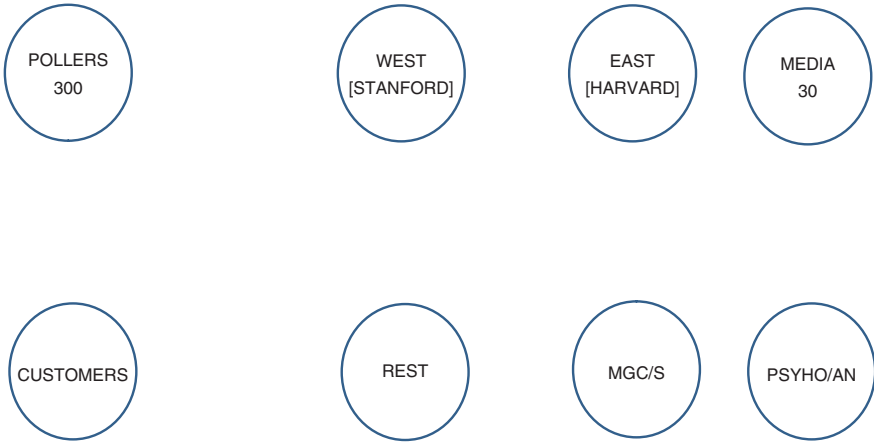 POLLERS
300
WEST
[STANFORD]
EAST
[HARVARD]
MEDIA
30
CUSTOMERS
REST
MGC/S
PSYHO/AN